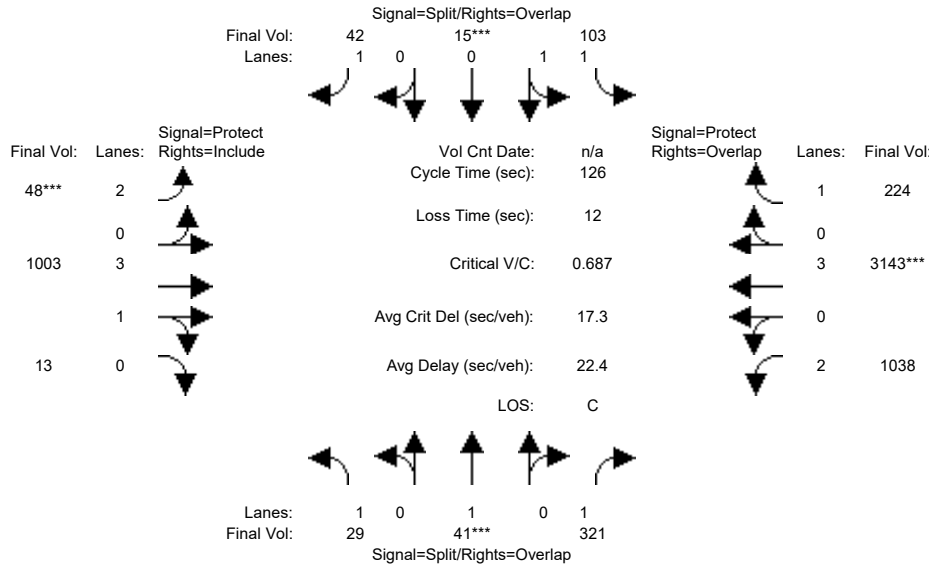 Signal=Split/Rights=Overlap
Final Vol: 42 15*** 103
Lanes: 1 0 0 1 1
Signal=Protect Signal=Protect
Final Vol: Lanes: Rights=Include Vol Cnt Date: n/a Rights=Overlap Lanes: Final Vol:
Cycle Time (sec): 126
48*** 2 1 224
Loss Time (sec): 12
0 0
1003 3 Critical V/C: 0.687 3 3143***
1 Avg Crit Del (sec/veh): 17.3 0
13 0 Avg Delay (sec/veh): 22.4 2 1038
LOS: C
Lanes: 1 0 1 0 1
Final Vol: 29 41*** 321
Signal=Split/Rights=Overlap